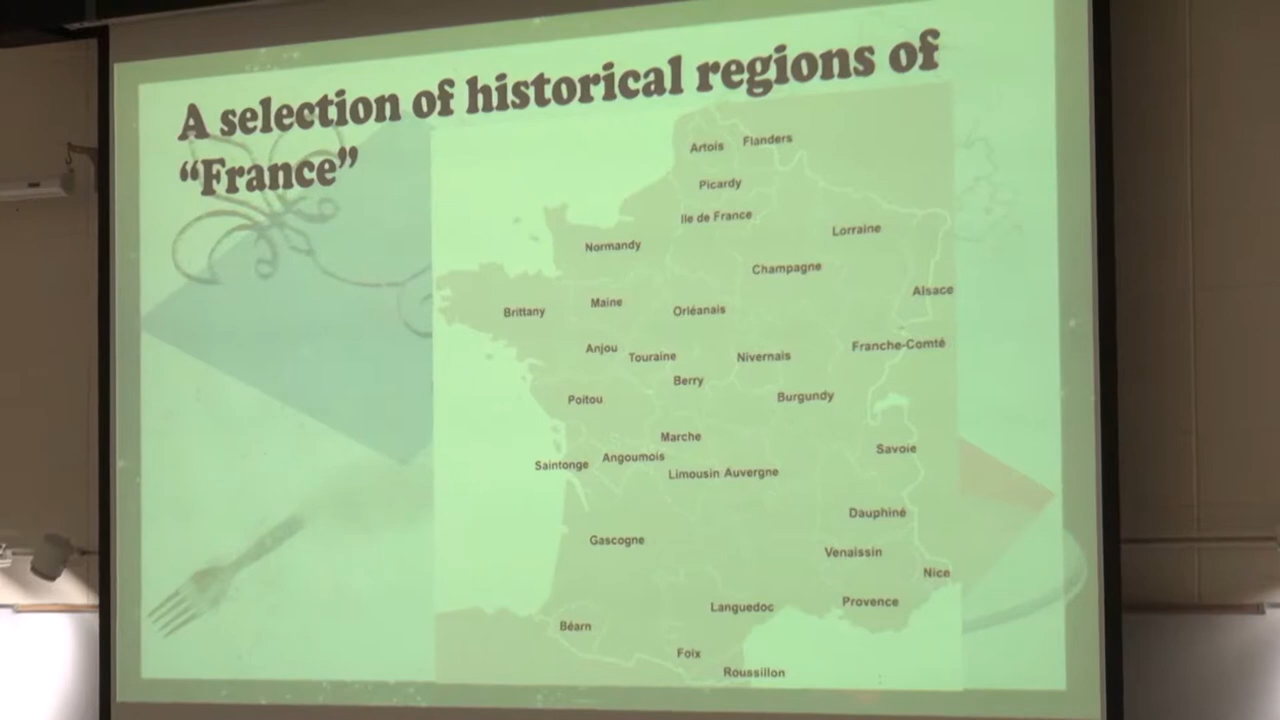 A selection of historical regions of
“France”
Artois
Flanders
Picardy
Ile de France
Lorraine
Normandy
Champagne
Alsace
Maine
Brittany
Orléanais
Franche-Comté
Anjou
Touraine
Nivernais
Berry
Poitou
Burgundy
Marche
Savoie
Angoumois
Saintonge
Limousin Auvergne
Dauphiné
Gascogne
Venaissin
Nice
Languedoc
Provence
Béarn
Foix
Roussillon